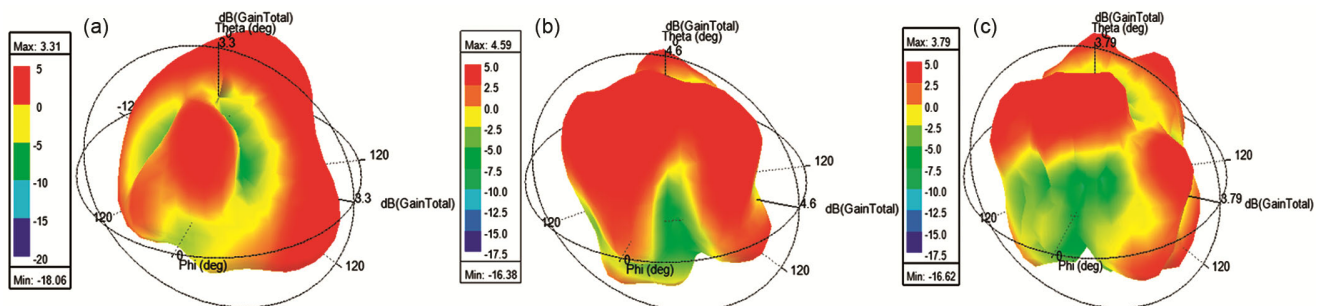 (a)
dB(GainTotal)
Theta (deg)
3.3
Max: 3.31
5
0
-5
-10
-15
-20
Min: -18.06
-12
120
3.3
dB(GainTotal)
120
120
0
Phi (deg)
(b)
dB(GainTotal)
Theta (deg)
4.6
Max: 4.59
5.0
2.5
0.0
-2.5
-5.0
-7.5
-10.0
-12.5
-15.0
-17.5
Min: -16.38
120
4.6
dB(GainTotal)
120
120
0
Phi (deg)
(c)
dB(GainTotal)
Theta (deg)
3.79
Max: 3.79
5.0
2.5
0.0
-2.5
-5.0
-7.5
-10.0
-12.5
-15.0
-17.5
Min: -16.62
120
3.79
dB(GainTotal)
120
120
0
Phi (deg)